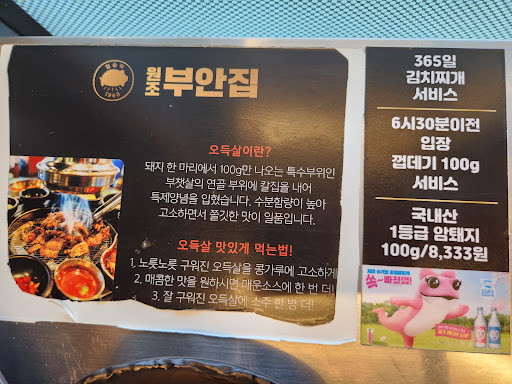 원조 부안집
1960
오득살이란?
돼지 한 마리에서 100g만 나오는 특수부위인
부챗살의 연골 부위에 칼집을 내어
특제양념을 입혔습니다. 수분함량이 높아
고소하면서 쫄깃한 맛이 일품입니다.
오득살 맛있게 먹는법!
1. 노릇노릇 구워진 오득살을 콩가루에 고소하게
2. 매콤한 맛을 원하시면 매운소스에 한 번 더!
3. 잘 구워진 오득살에 소주 한 방 더!
365일
김치찌개
서비스
6시30분이전
입장
껍데기 100g
서비스
국내산
1등급 암돼지
100g/8,333원
쏙~빠졌껍!